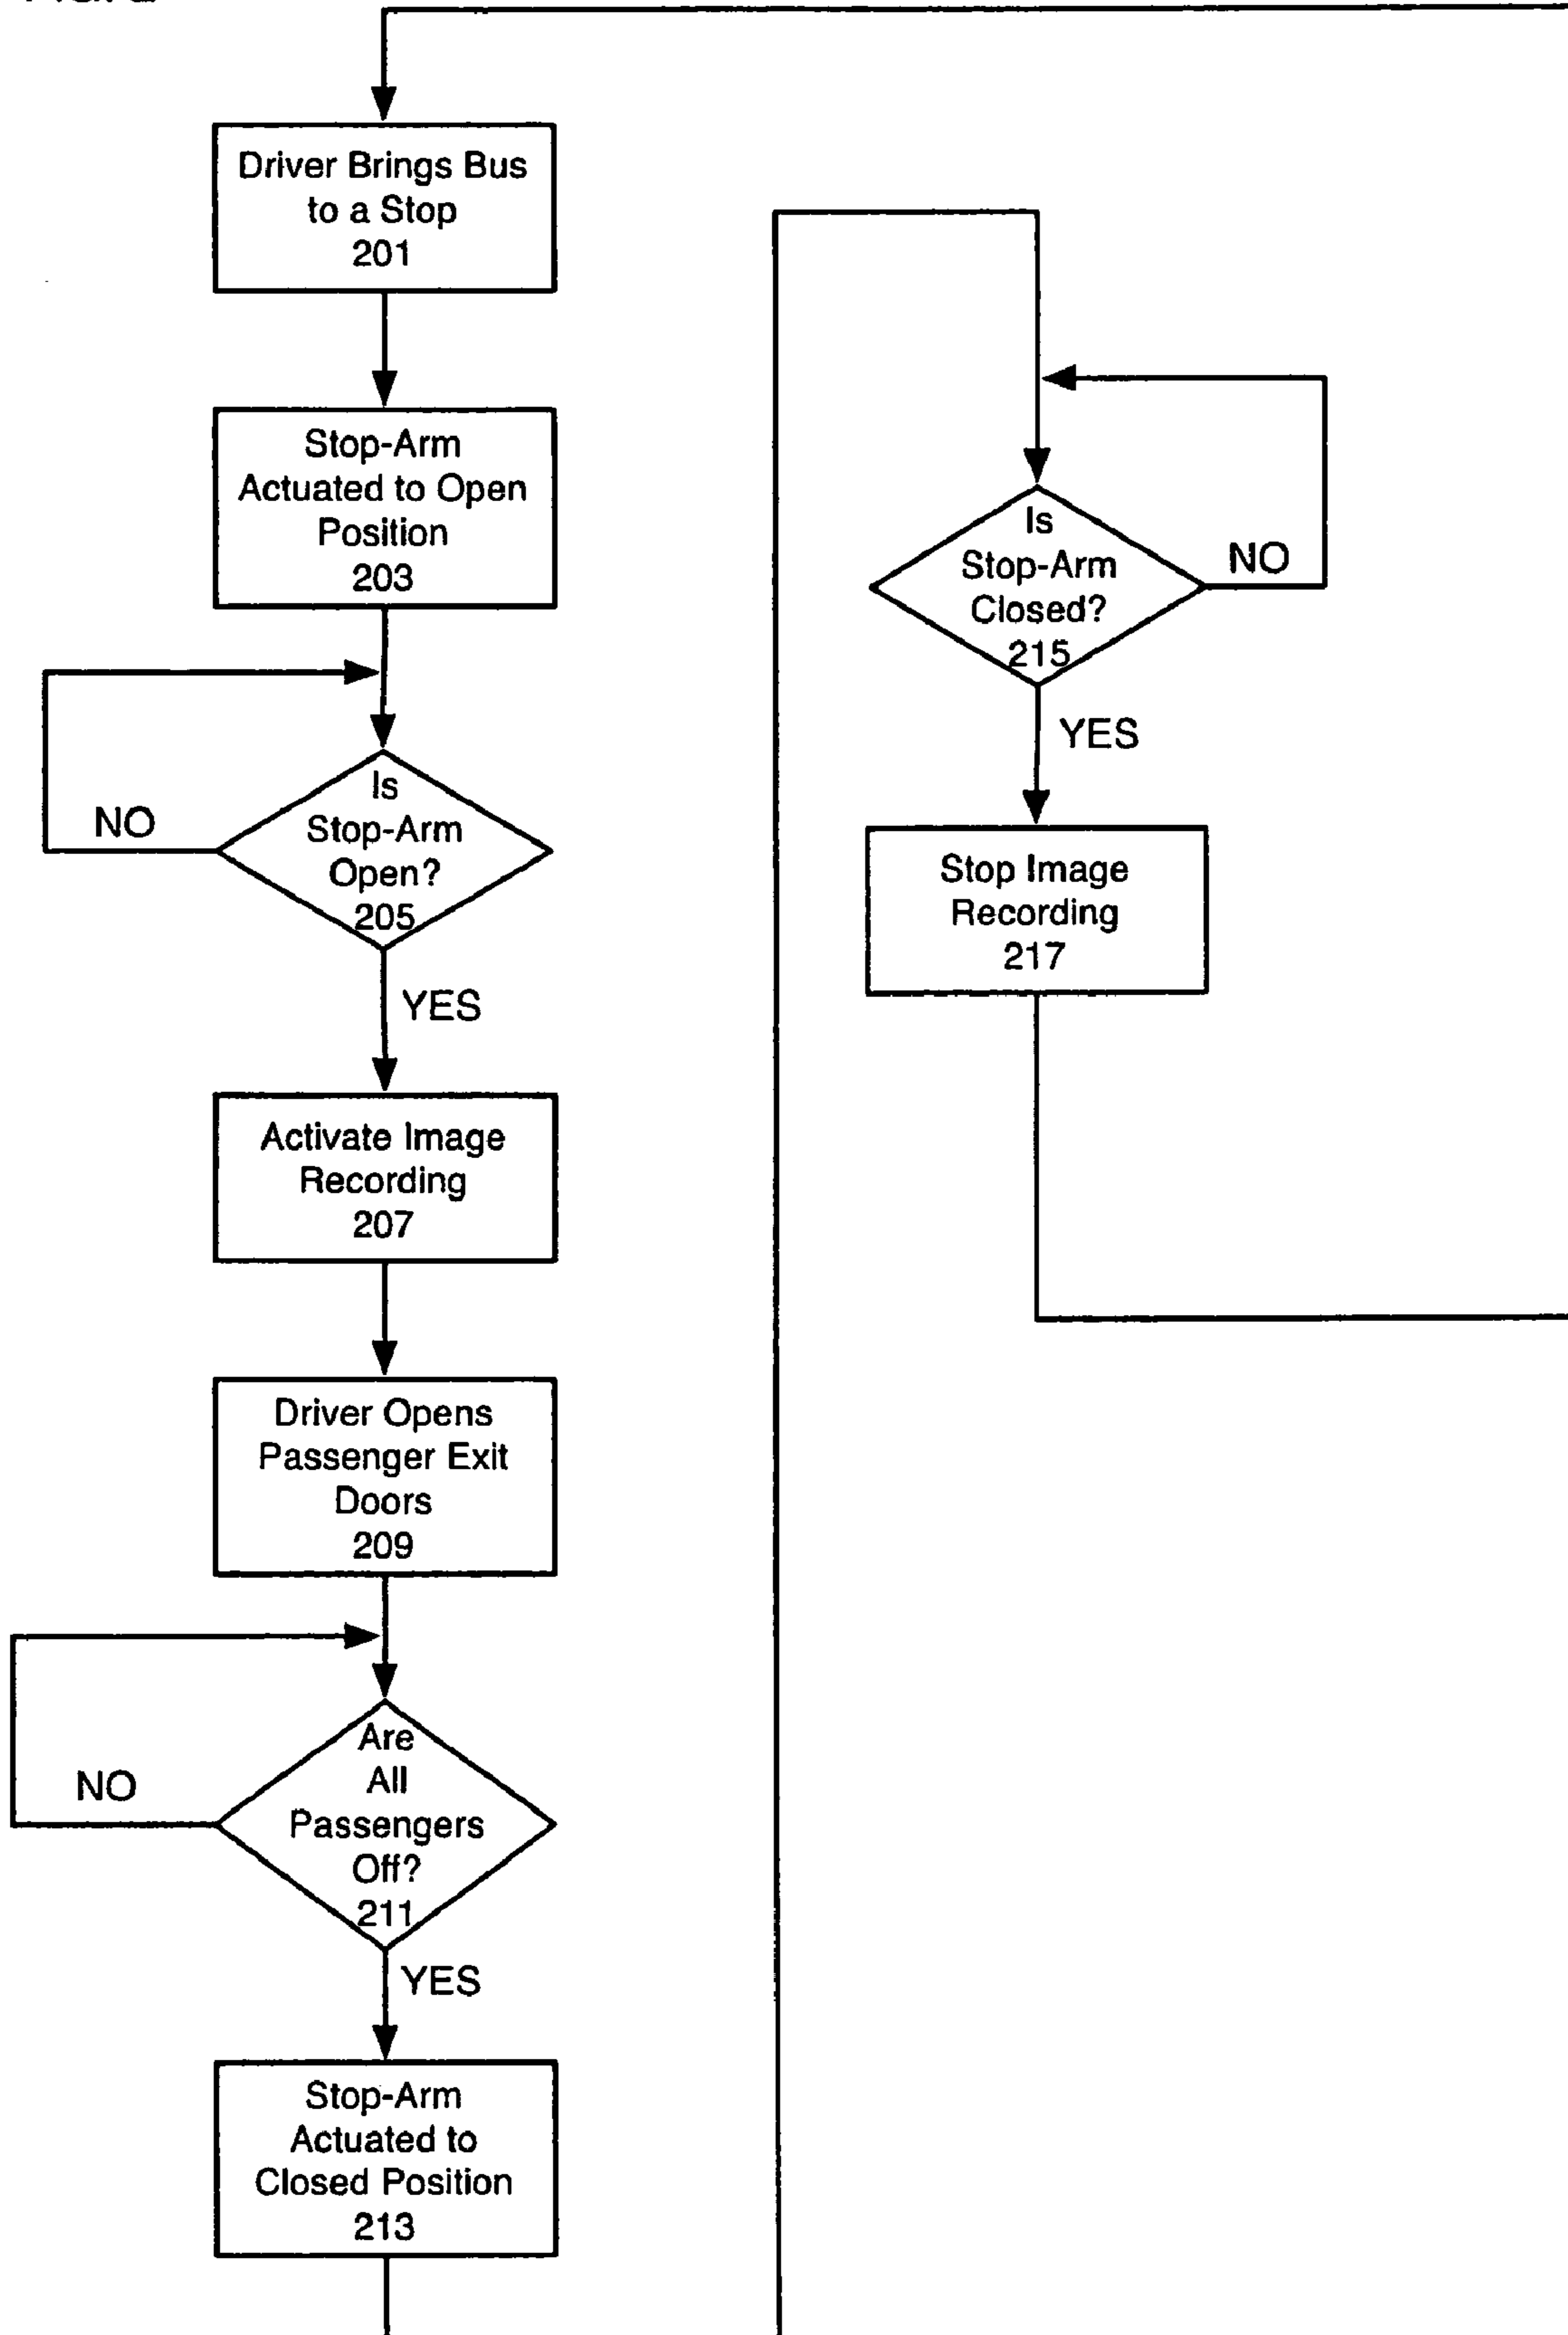 Driver Brings Bus
to a Stop
201
Stop-Arm
Actuated to Open
Position
203
Is
Stop-Arm
Open?
205
NO
YES
Activate Image
Recording
207
Driver Opens
Passenger Exit
Doors
209
Are
All
Passengers
Off?
211
NO
YES
Stop-Arm
Actuated to
Closed Position
213
Is
Stop-Arm
Closed?
215
NO
YES
Stop Image
Recording
217